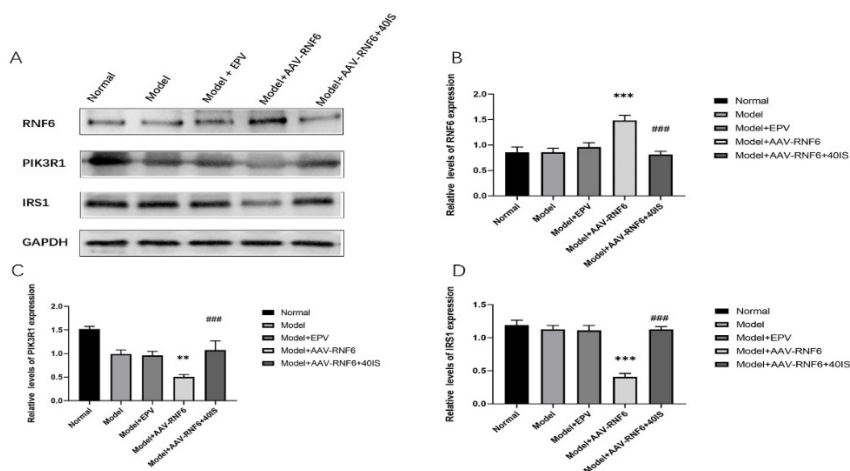 A
Normal
Model
Model + EPV
Model+AAV-RNF6
Model+AAV-RNF6+40IS
RNF6
PIK3R1
IRS1
GAPDH
B
Relative levels of RNF6 expression
2.0
1.5
1.0
0.5
0.0
***
###
Normal
Model
Model+EPV
Model+AAV-RNF6
Model+AAV-RNF6+40IS
Normal
Model
Model+EPV
Model+AAV-RNF6
Model+AAV-RNF6+40IS
C
Relative levels of PIK3R1 expression
2.0
1.5
1.0
0.5
0.0
**
###
Normal
Model
Model+EPV
Model+AAV-RNF6
Model+AAV-RNF6+40IS
Normal
Model
Model+EPV
Model+AAV-RNF6
Model+AAV-RNF6+40IS
D
Relative levels of IRS1 expression
1.5
1.0
0.5
0.0
***
###
Normal
Model
Model+EPV
Model+AAV-RNF6
Model+AAV-RNF6+40IS
Normal
Model
Model+EPV
Model+AAV-RNF6
Model+AAV-RNF6+40IS